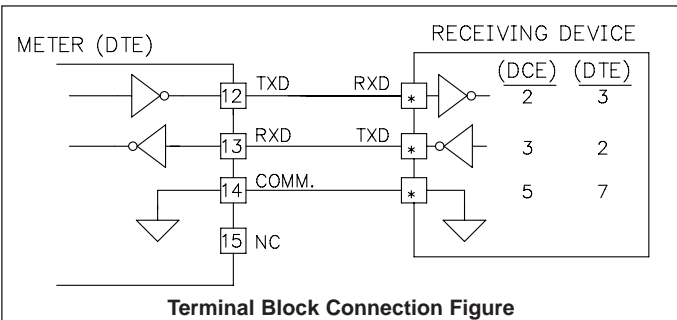 METER (DTE)
RECEIVING DEVICE
(DCE) (DTE)
12 TXD RXD * 2 3
13 RXD TXD * 3 2
14 COMM. * 5 7
15 NC
Terminal Block Connection Figure